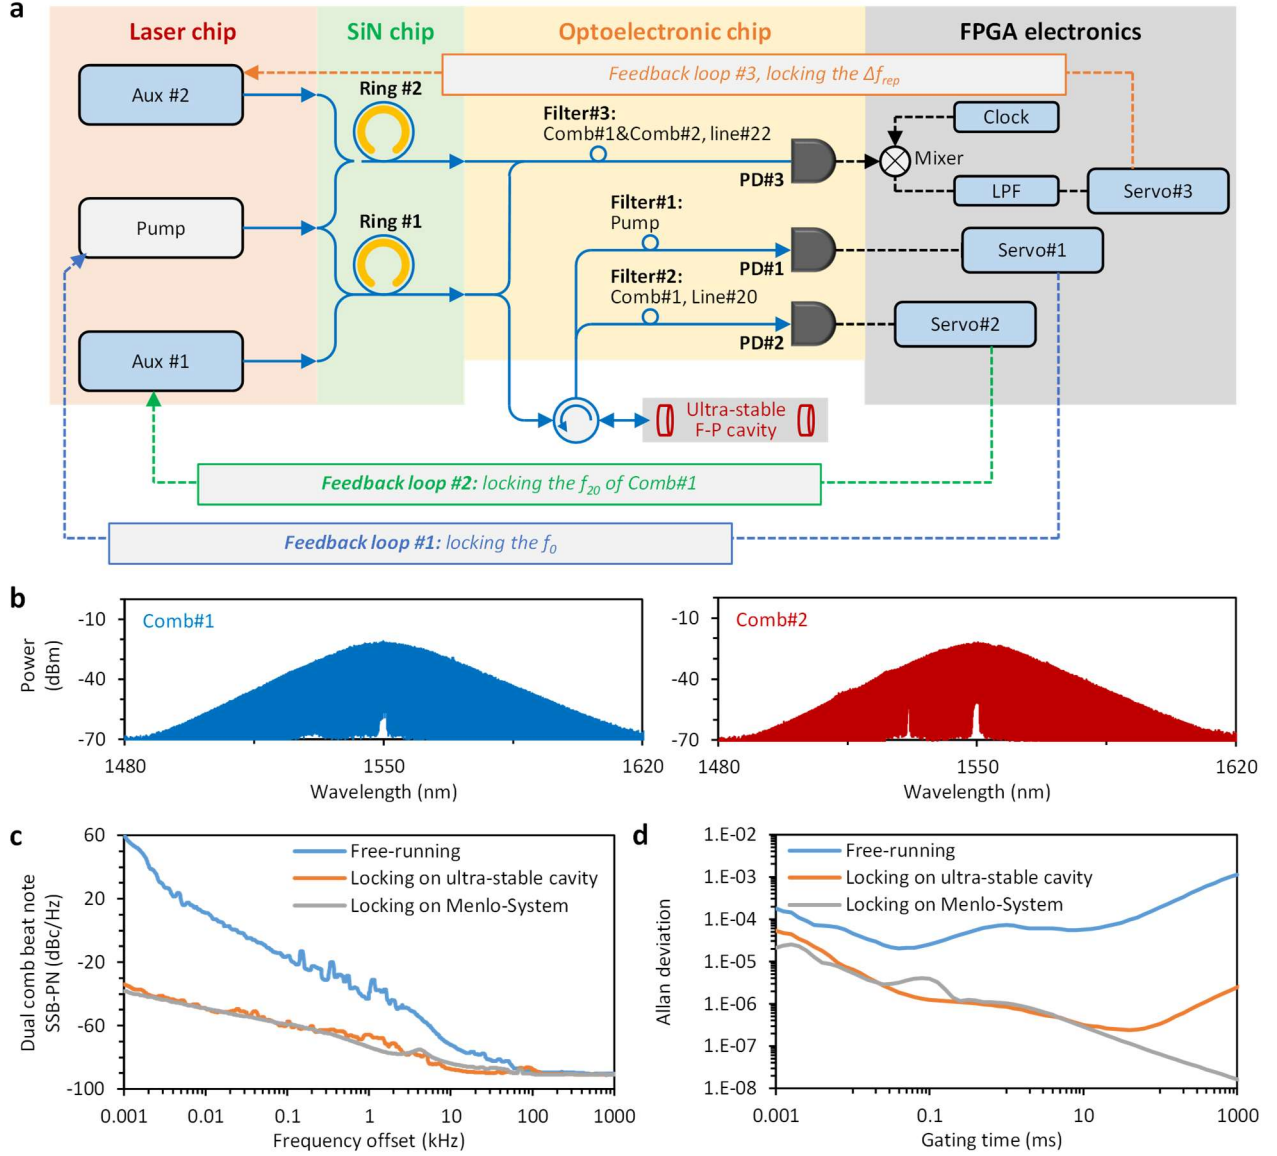 a
Laser chip
SiN chip
Optoelectronic chip
FPGA electronics
Feedback loop #3, locking the Δf_rep
Aux #2
Ring #2
Filter#3:
Comb#1&Comb#2, line#22
PD#3
Clock
Mixer
LPF
Servo#3
Pump
Ring #1
Filter#1:
Pump
PD#1
Servo#1
Filter#2:
Comb#1, Line#20
PD#2
Servo#2
Aux #1
Ultra-stable
F-P cavity
Feedback loop #2: locking the f_20 of Comb#1
Feedback loop #1: locking the f_0
b
Comb#1
Power
(dBm)
-10
-40
-70
1480
1550
1620
Wavelength (nm)
Comb#2
-10
-40
-70
1480
1550
1620
Wavelength (nm)
c
Dual comb beat note
SSB-PN (dBc/Hz)
60
20
-20
-60
-100
Free-running
Locking on ultra-stable cavity
Locking on Menlo-System
0.001
0.01
0.1
1
10
100
1000
Frequency offset (kHz)
d
Allan deviation
1.E-02
1.E-03
1.E-04
1.E-05
1.E-06
1.E-07
1.E-08
Free-running
Locking on ultra-stable cavity
Locking on Menlo-System
0.001
0.1
10
1000
Gating time (ms)